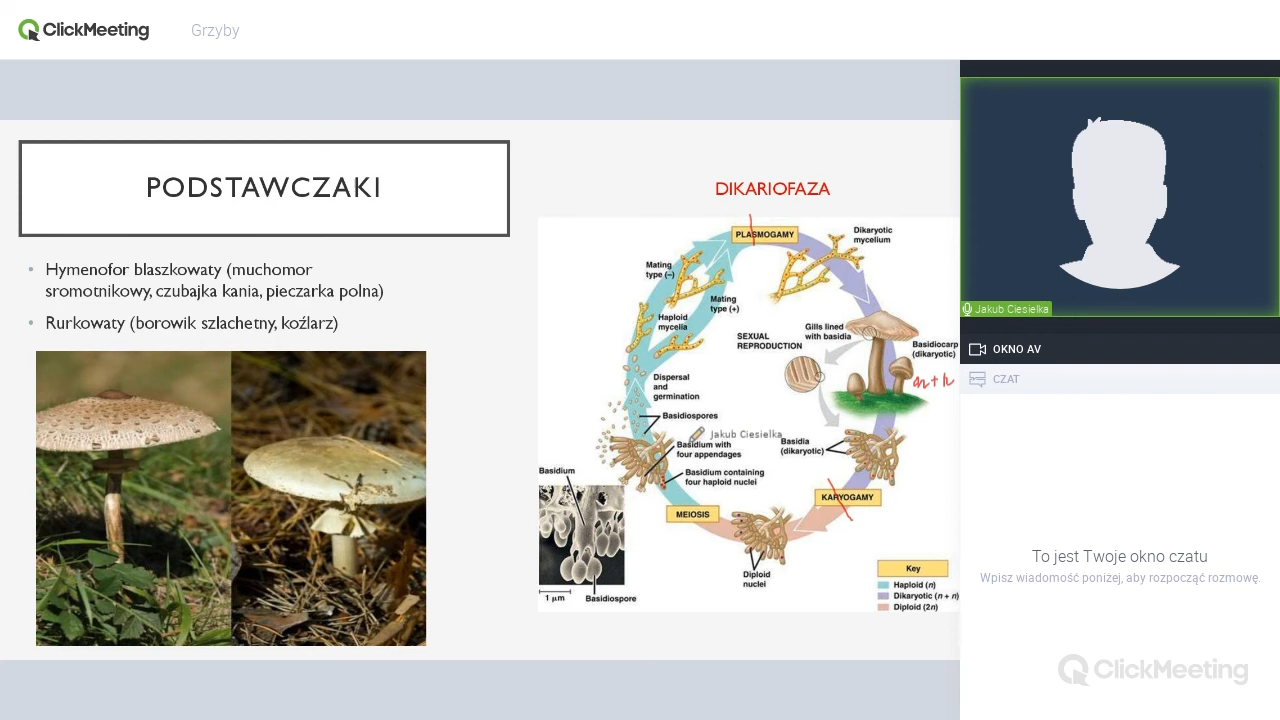 ClickMeeting
Grzyby
PODSTAWCZAKI
Hymenofor blaszkowaty (muchomor
sromotnikowy, czubajka kania, pieczarka polna)
Rurkowaty (borowik szlachetny, koźlarz)
DIKARIOFAZA
PLASMOGAMY
Dikaryotic
mycelium
Mating
type (–)
Mating
type (+)
Haploid
mycelia
SEXUAL
REPRODUCTION
Gills lined
with basidia
Basidiocarp
(dikaryotic)
n+n
Dispersal
and
germination
Basidiospores
Jakub Ciesielka
Basidium with
four appendages
Basidia
(dikaryotic)
Basidium
Basidium containing
four haploid nuclei
KARYOGAMY
MEIOSIS
Diploid
nuclei
1 µm
Basidiospore
Key
Haploid (n)
Dikaryotic (n + n)
Diploid (2n)
Jakub Ciesielka
OKNO AV
CZAT
To jest Twoje okno czatu
Wpisz wiadomość poniżej, aby rozpocząć rozmowę.
ClickMeeting